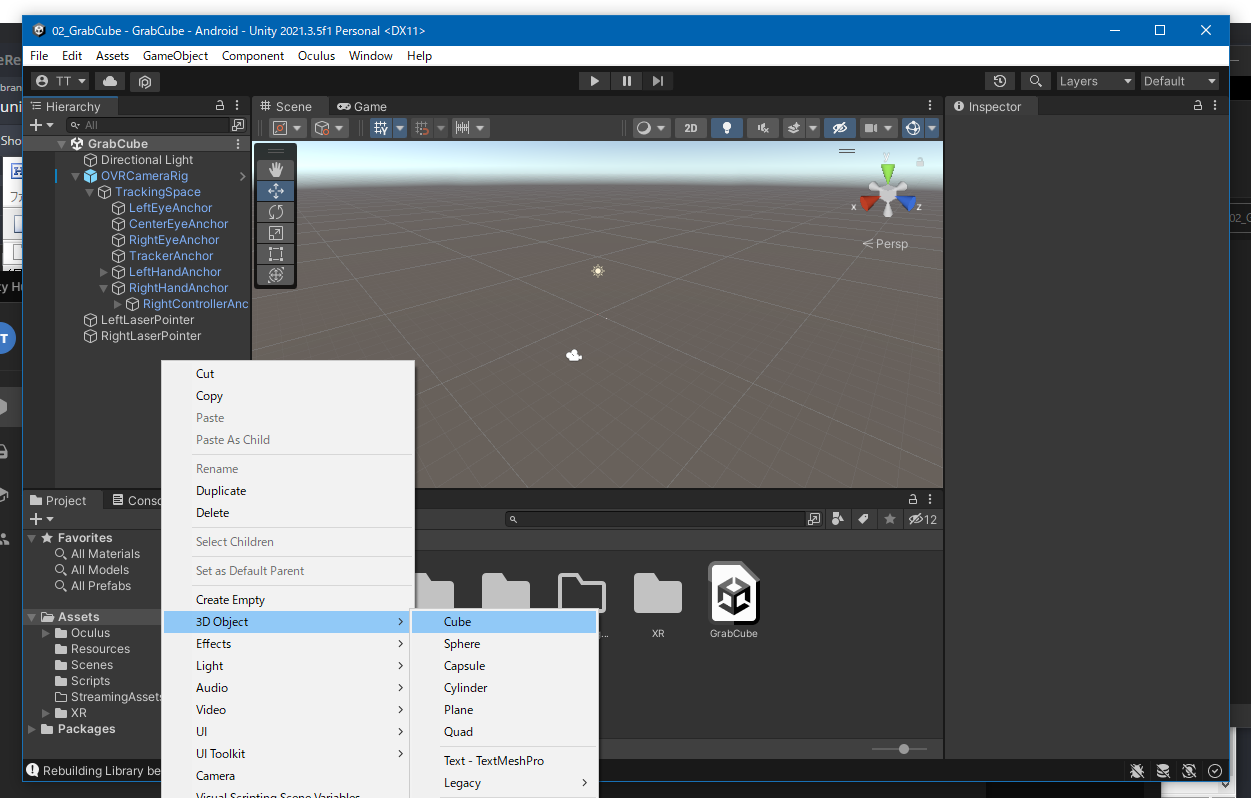 02_GrabCube - GrabCube - Android - Unity 2021.3.5f1 Personal <DX11>
File Edit Assets GameObject Component Oculus Window Help
TT Layers Default
Hierarchy
Scene Game Inspector
All 2D
GrabCube
Directional Light
OVRCameraRig
TrackingSpace
LeftEyeAnchor
CenterEyeAnchor
RightEyeAnchor
TrackerAnchor
LeftHandAnchor
RightHandAnchor
RightControllerAnc
LeftLaserPointer
RightLaserPointer
y
x
z
Persp
Cut
Copy
Paste
Paste As Child
Rename
Duplicate
Delete
Select Children
Set as Default Parent
Create Empty
3D Object
Effects
Light
Audio
Video
UI
UI Toolkit
Camera
Visual Scripting Scene Variables
Cube
Sphere
Capsule
Cylinder
Plane
Quad
Text - TextMeshPro
Legacy
Project Conso
12
Favorites
All Materials
All Models
All Prefabs
Assets
Oculus
Resources
Scenes
Scripts
StreamingAssets
XR
Packages
XR GrabCube
Rebuilding Library be